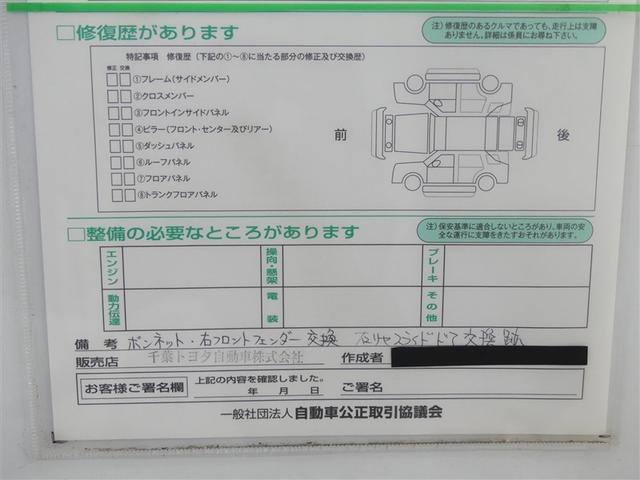 □修復歴があります
注）修復歴のあるクルマであっても、走行上は支障ありません。詳細は係員にお尋ね下さい。
特記事項 修復歴（下記の①～⑧に当たる部分の修正及び交換歴）
修正 交換
①フレーム（サイドメンバー）
②クロスメンバー
③フロントインサイドパネル
④ピラー（フロント・センター及びリアー）
⑤ダッシュパネル
⑥ルーフパネル
⑦フロアパネル
⑧トランクフロアパネル
前
後
□整備の必要なところがあります
注）保安基準に適合しないところがあり、車両の安全な運行に支障をきたすおそれがあります。
エンジン 操向・懸架 ブレーキ
動力伝達 電装 その他
備考 ボンネット・右フロントフェンダー交換 右リヤスライドドア交換跡
販売店 千葉トヨタ自動車株式会社 作成者
お客様ご署名欄 上記の内容を確認しました。 年 月 日 ご署名
一般社団法人 自動車公正取引協議会